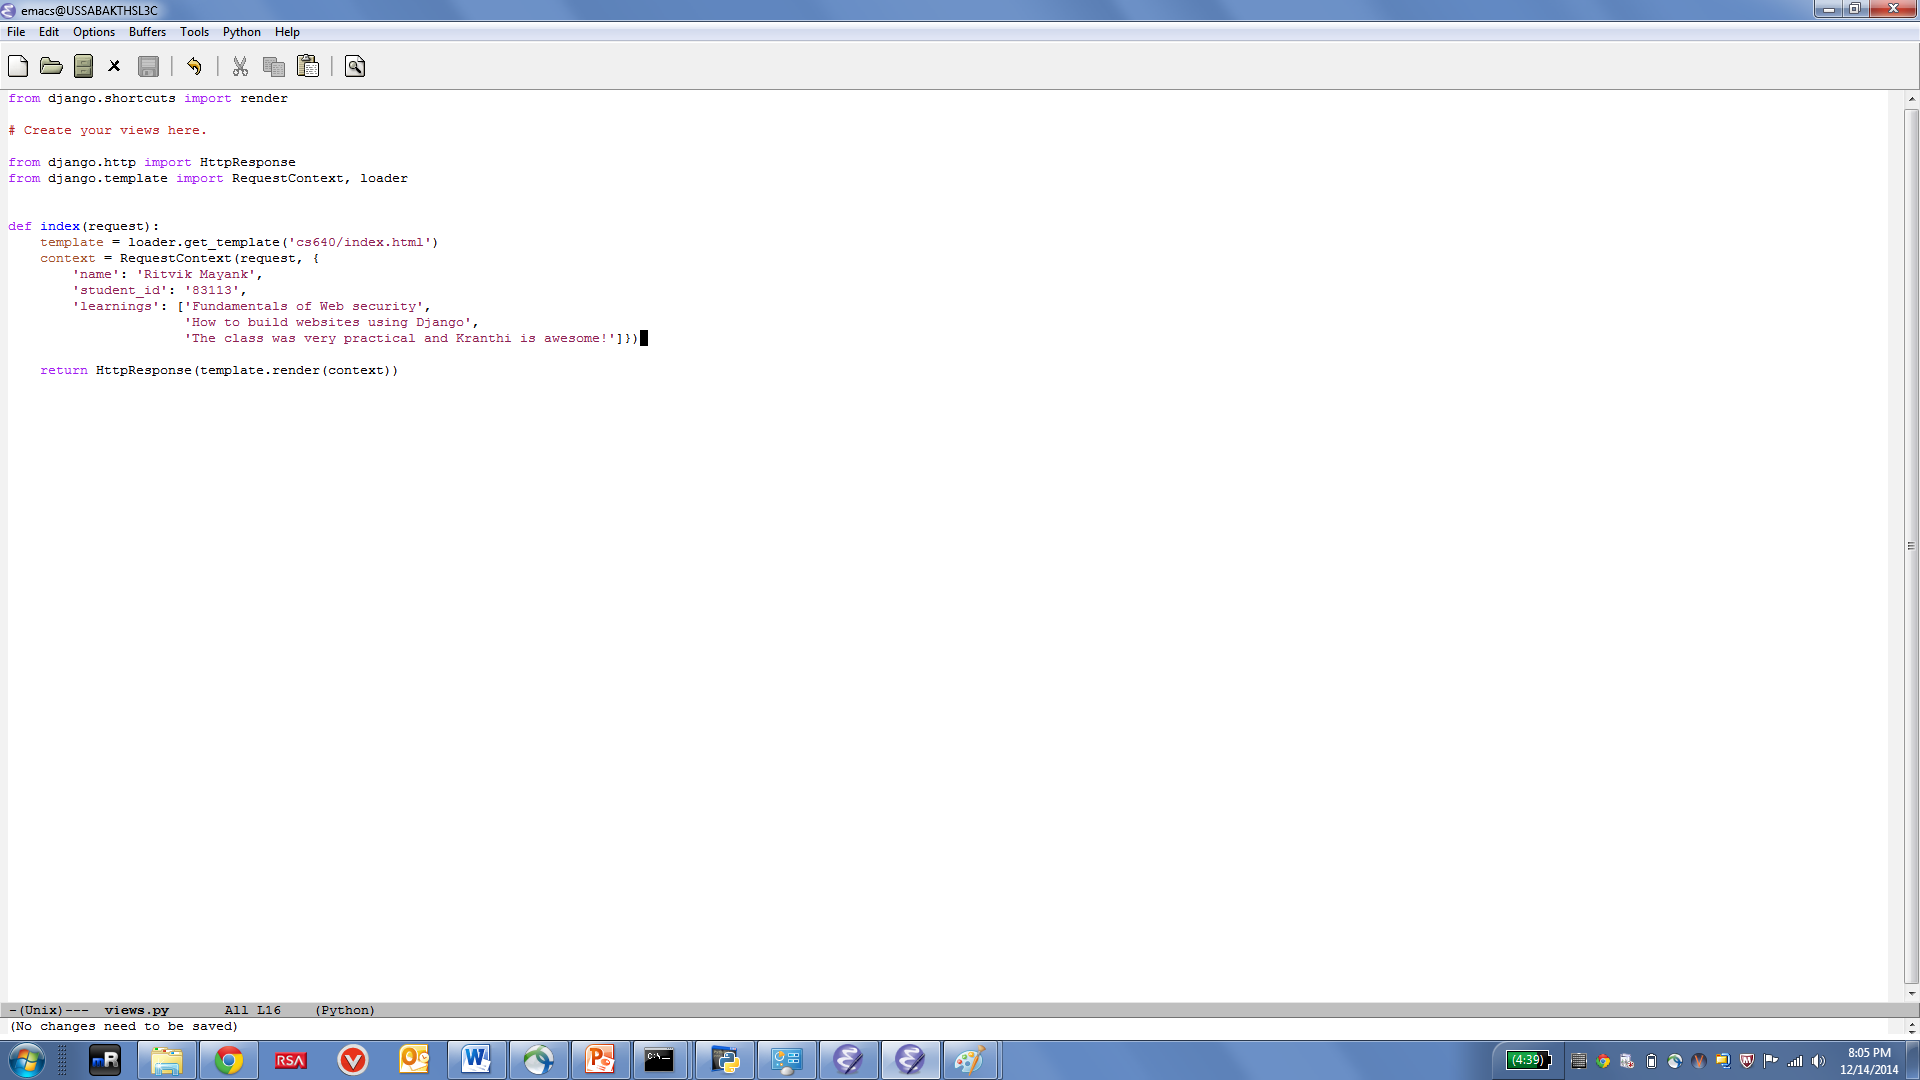 emacs@USSABAKTHSL3C
File Edit Options Buffers Tools Python Help
from django.shortcuts import render
# Create your views here.
from django.http import HttpResponse
from django.template import RequestContext, loader
def index(request):
    template = loader.get_template('cs640/index.html')
    context = RequestContext(request, {
        'name': 'Ritvik Mayank',
        'student_id': '83113',
        'learnings': ['Fundamentals of Web security',
                      'How to build websites using Django',
                      'The class was very practical and Kranthi is awesome!']})
    return HttpResponse(template.render(context))
-(Unix)--- views.py All L16 (Python)
(No changes need to be saved)
mR
RSA
C:\
(4:39)
8:05 PM
12/14/2014